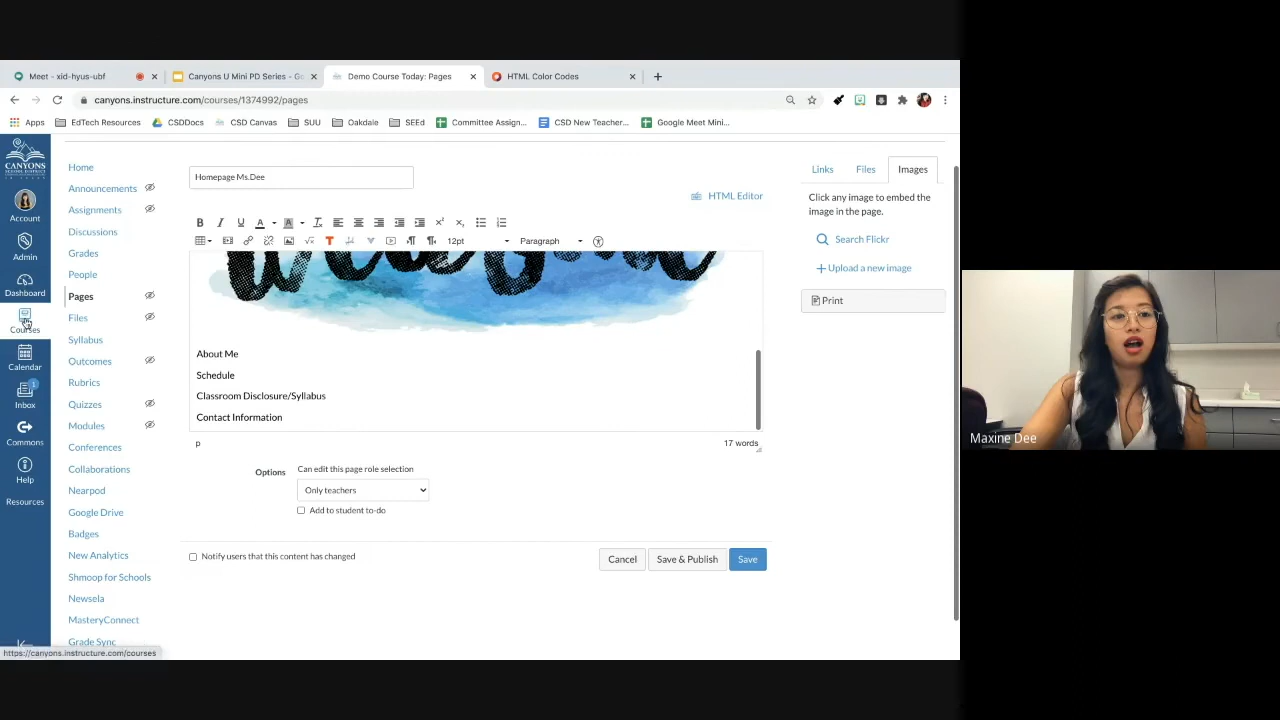 Meet - xid-hyus-ubf
Canyons U Mini PD Series - Go
Demo Course Today: Pages
HTML Color Codes
canyons.instructure.com/courses/1374992/pages
Apps
EdTech Resources
CSDDocs
CSD Canvas
SUU
Oakdale
SEEd
Committee Assign...
CSD New Teacher...
Google Meet Mini...
CANYONS
Account
Admin
Dashboard
Courses
Calendar
1
Inbox
Commons
Help
Resources
Home
Announcements
Assignments
Discussions
Grades
People
Pages
Files
Syllabus
Outcomes
Rubrics
Quizzes
Modules
Conferences
Collaborations
Nearpod
Google Drive
Badges
New Analytics
Shmoop for Schools
Newsela
MasteryConnect
Grade Sync
Homepage Ms.Dee
HTML Editor
12pt
Paragraph
About Me
Schedule
Classroom Disclosure/Syllabus
Contact Information
p
17 words
Options
Can edit this page role selection
Only teachers
Add to student to-do
Notify users that this content has changed
Cancel
Save & Publish
Save
Links
Files
Images
Click any image to embed the
image in the page.
Search Flickr
Upload a new image
Print
https://canyons.instructure.com/courses
Maxine Dee